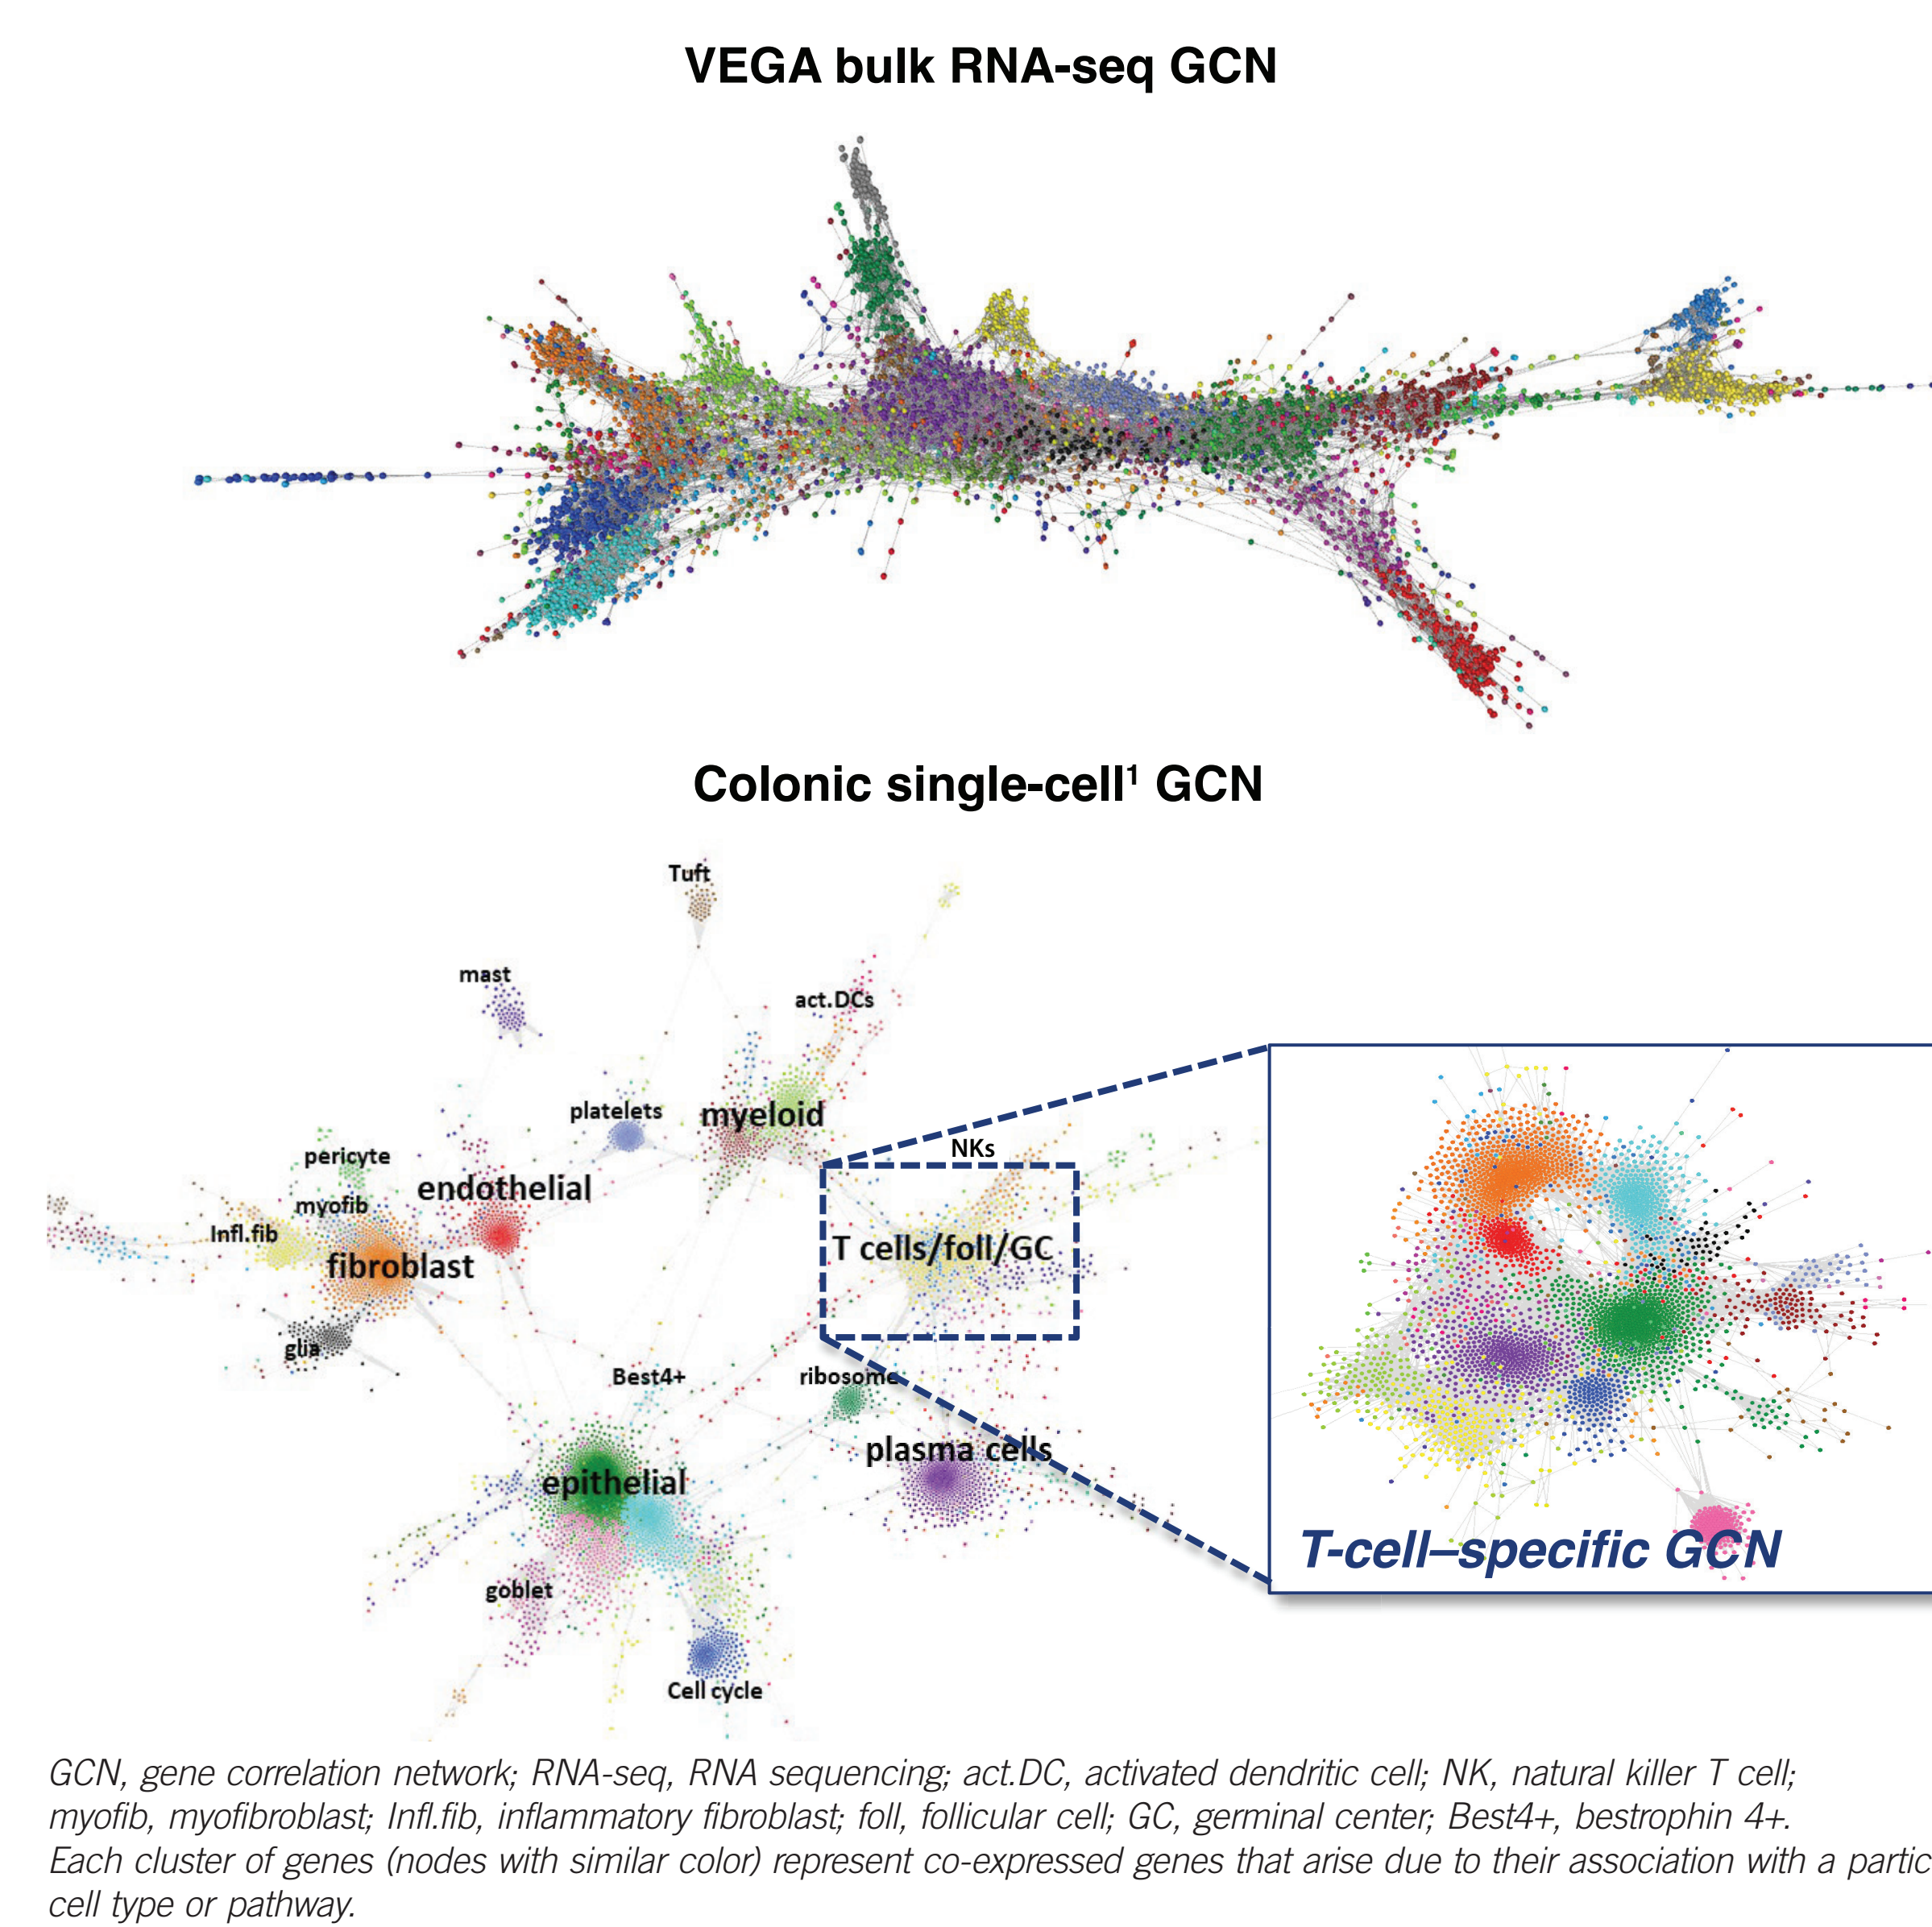 VEGA bulk RNA-seq GCN
Colonic single-cell¹ GCN
Tuft
mast
act.DCs
platelets
myeloid
NKs
pericyte
endothelial
myofib
Infl.fib
fibroblast
T cells/foll/GC
glia
Best4+
ribosome
plasma cells
epithelial
T-cell–specific GCN
goblet
Cell cycle
GCN, gene correlation network; RNA-seq, RNA sequencing; act.DC, activated dendritic cell; NK, natural killer T cell;
myofib, myofibroblast; Infl.fib, inflammatory fibroblast; foll, follicular cell; GC, germinal center; Best4+, bestrophin 4+.
Each cluster of genes (nodes with similar color) represent co-expressed genes that arise due to their association with a partic
cell type or pathway.